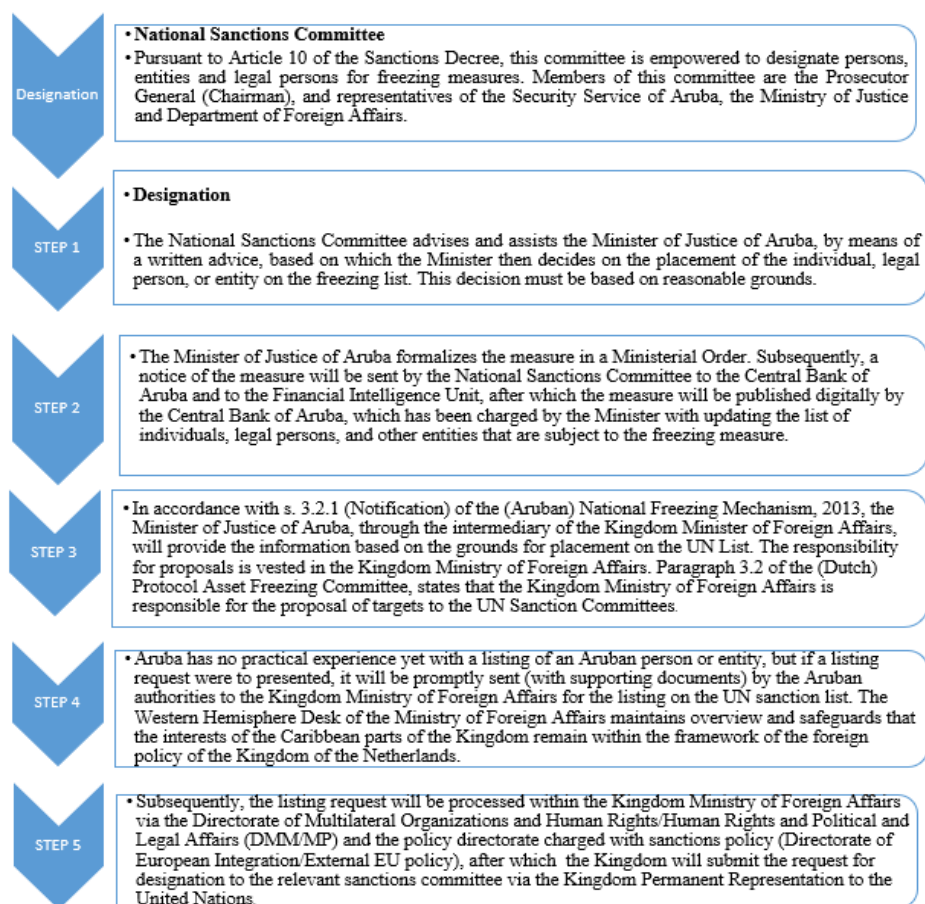 Designation
• National Sanctions Committee
• Pursuant to Article 10 of the Sanctions Decree, this committee is empowered to designate persons,
entities and legal persons for freezing measures. Members of this committee are the Prosecutor
General (Chairman), and representatives of the Security Service of Aruba, the Ministry of Justice
and Department of Foreign Affairs.
STEP 1
• Designation
• The National Sanctions Committee advises and assists the Minister of Justice of Aruba, by means of
a written advice, based on which the Minister then decides on the placement of the individual, legal
person, or entity on the freezing list. This decision must be based on reasonable grounds.
STEP 2
• The Minister of Justice of Aruba formalizes the measure in a Ministerial Order. Subsequently, a
notice of the measure will be sent by the National Sanctions Committee to the Central Bank of
Aruba and to the Financial Intelligence Unit, after which the measure will be published digitally by
the Central Bank of Aruba, which has been charged by the Minister with updating the list of
individuals, legal persons, and other entities that are subject to the freezing measure.
STEP 3
• In accordance with s. 3.2.1 (Notification) of the (Aruban) National Freezing Mechanism, 2013, the
Minister of Justice of Aruba, through the intermediary of the Kingdom Minister of Foreign Affairs,
will provide the information based on the grounds for placement on the UN List. The responsibility
for proposals is vested in the Kingdom Ministry of Foreign Affairs. Paragraph 3.2 of the (Dutch)
Protocol Asset Freezing Committee, states that the Kingdom Ministry of Foreign Affairs is
responsible for the proposal of targets to the UN Sanction Committees.
STEP 4
• Aruba has no practical experience yet with a listing of an Aruban person or entity, but if a listing
request were to presented, it will be promptly sent (with supporting documents) by the Aruban
authorities to the Kingdom Ministry of Foreign Affairs for the listing on the UN sanction list. The
Western Hemisphere Desk of the Ministry of Foreign Affairs maintains overview and safeguards that
the interests of the Caribbean parts of the Kingdom remain within the framework of the foreign
policy of the Kingdom of the Netherlands.
STEP 5
• Subsequently, the listing request will be processed within the Kingdom Ministry of Foreign Affairs
via the Directorate of Multilateral Organizations and Human Rights/Human Rights and Political and
Legal Affairs (DMM/MP) and the policy directorate charged with sanctions policy (Directorate of
European Integration/External EU policy), after which the Kingdom will submit the request for
designation to the relevant sanctions committee via the Kingdom Permanent Representation to the
United Nations.